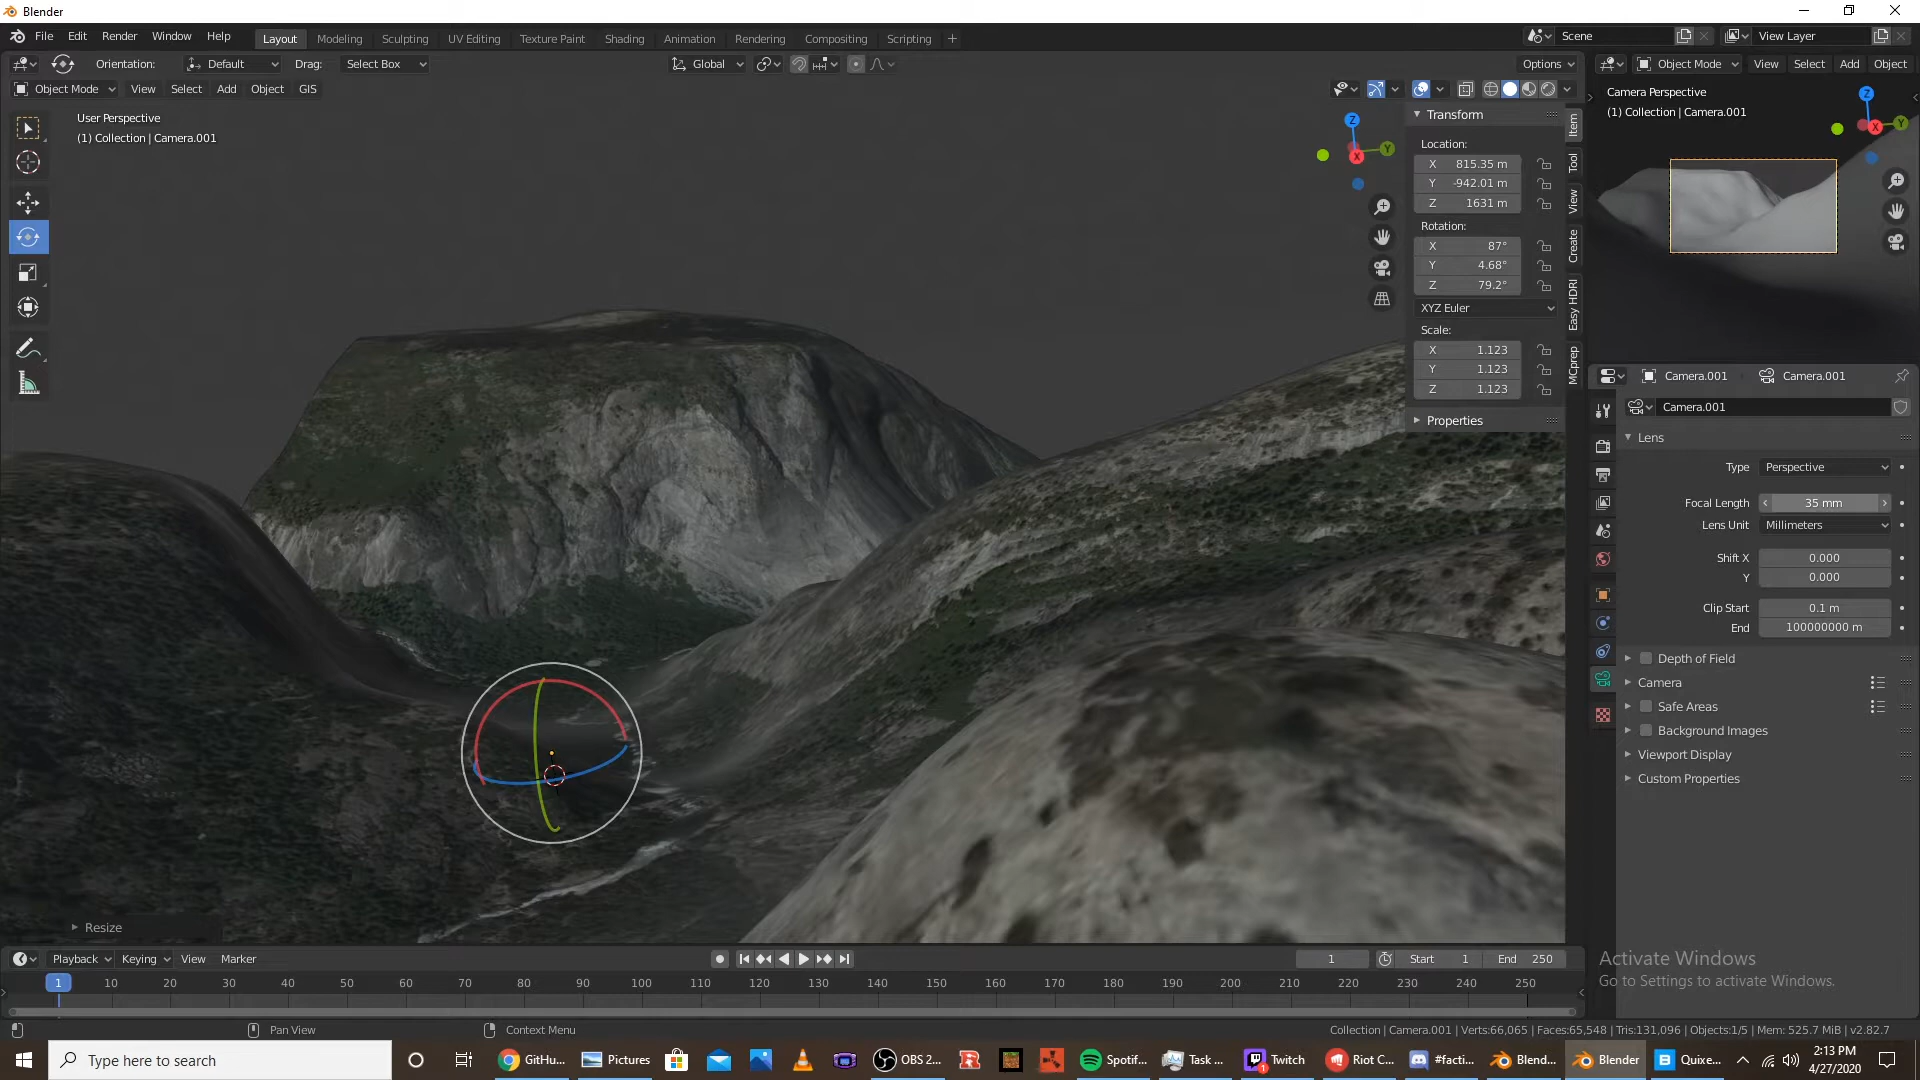 Blender
File Edit Render Window Help Layout Modeling Sculpting UV Editing Texture Paint Shading Animation Rendering Compositing Scripting + Scene View Layer
Orientation: Default Drag: Select Box Global Options Object Mode View Select Add Object
Object Mode View Select Add Object GIS
User Perspective
(1) Collection | Camera.001
Transform
Location:
X 815.35 m
Y -942.01 m
Z 1631 m
Rotation:
X 87°
Y 4.68°
Z 79.2°
XYZ Euler
Scale:
X 1.123
Y 1.123
Z 1.123
Properties
Item
Tool
View
Create
Easy HDRI
MCprep
Z
Y
X
Camera Perspective
(1) Collection | Camera.001
Z
Y
X
Camera.001 Camera.001
Camera.001
Lens
Type Perspective
Focal Length 35 mm
Lens Unit Millimeters
Shift X 0.000
Y 0.000
Clip Start 0.1 m
End 100000000 m
Depth of Field
Camera
Safe Areas
Background Images
Viewport Display
Custom Properties
Resize
Activate Windows
Go to Settings to activate Windows.
Playback Keying View Marker 1 Start 1 End 250
1 10 20 30 40 50 60 70 80 90 100 110 120 130 140 150 160 170 180 190 200 210 220 230 240 250
Pan View Context Menu Collection | Camera.001 | Verts:66,065 | Faces:65,548 | Tris:131,096 | Objects:1/5 | Mem: 525.7 MiB | v2.82.7
Type here to search GitHu... Pictures OBS 2... Spotif... Task ... Twitch Riot C... #facti... Blend... Blender Quixe... 2:13 PM
4/27/2020